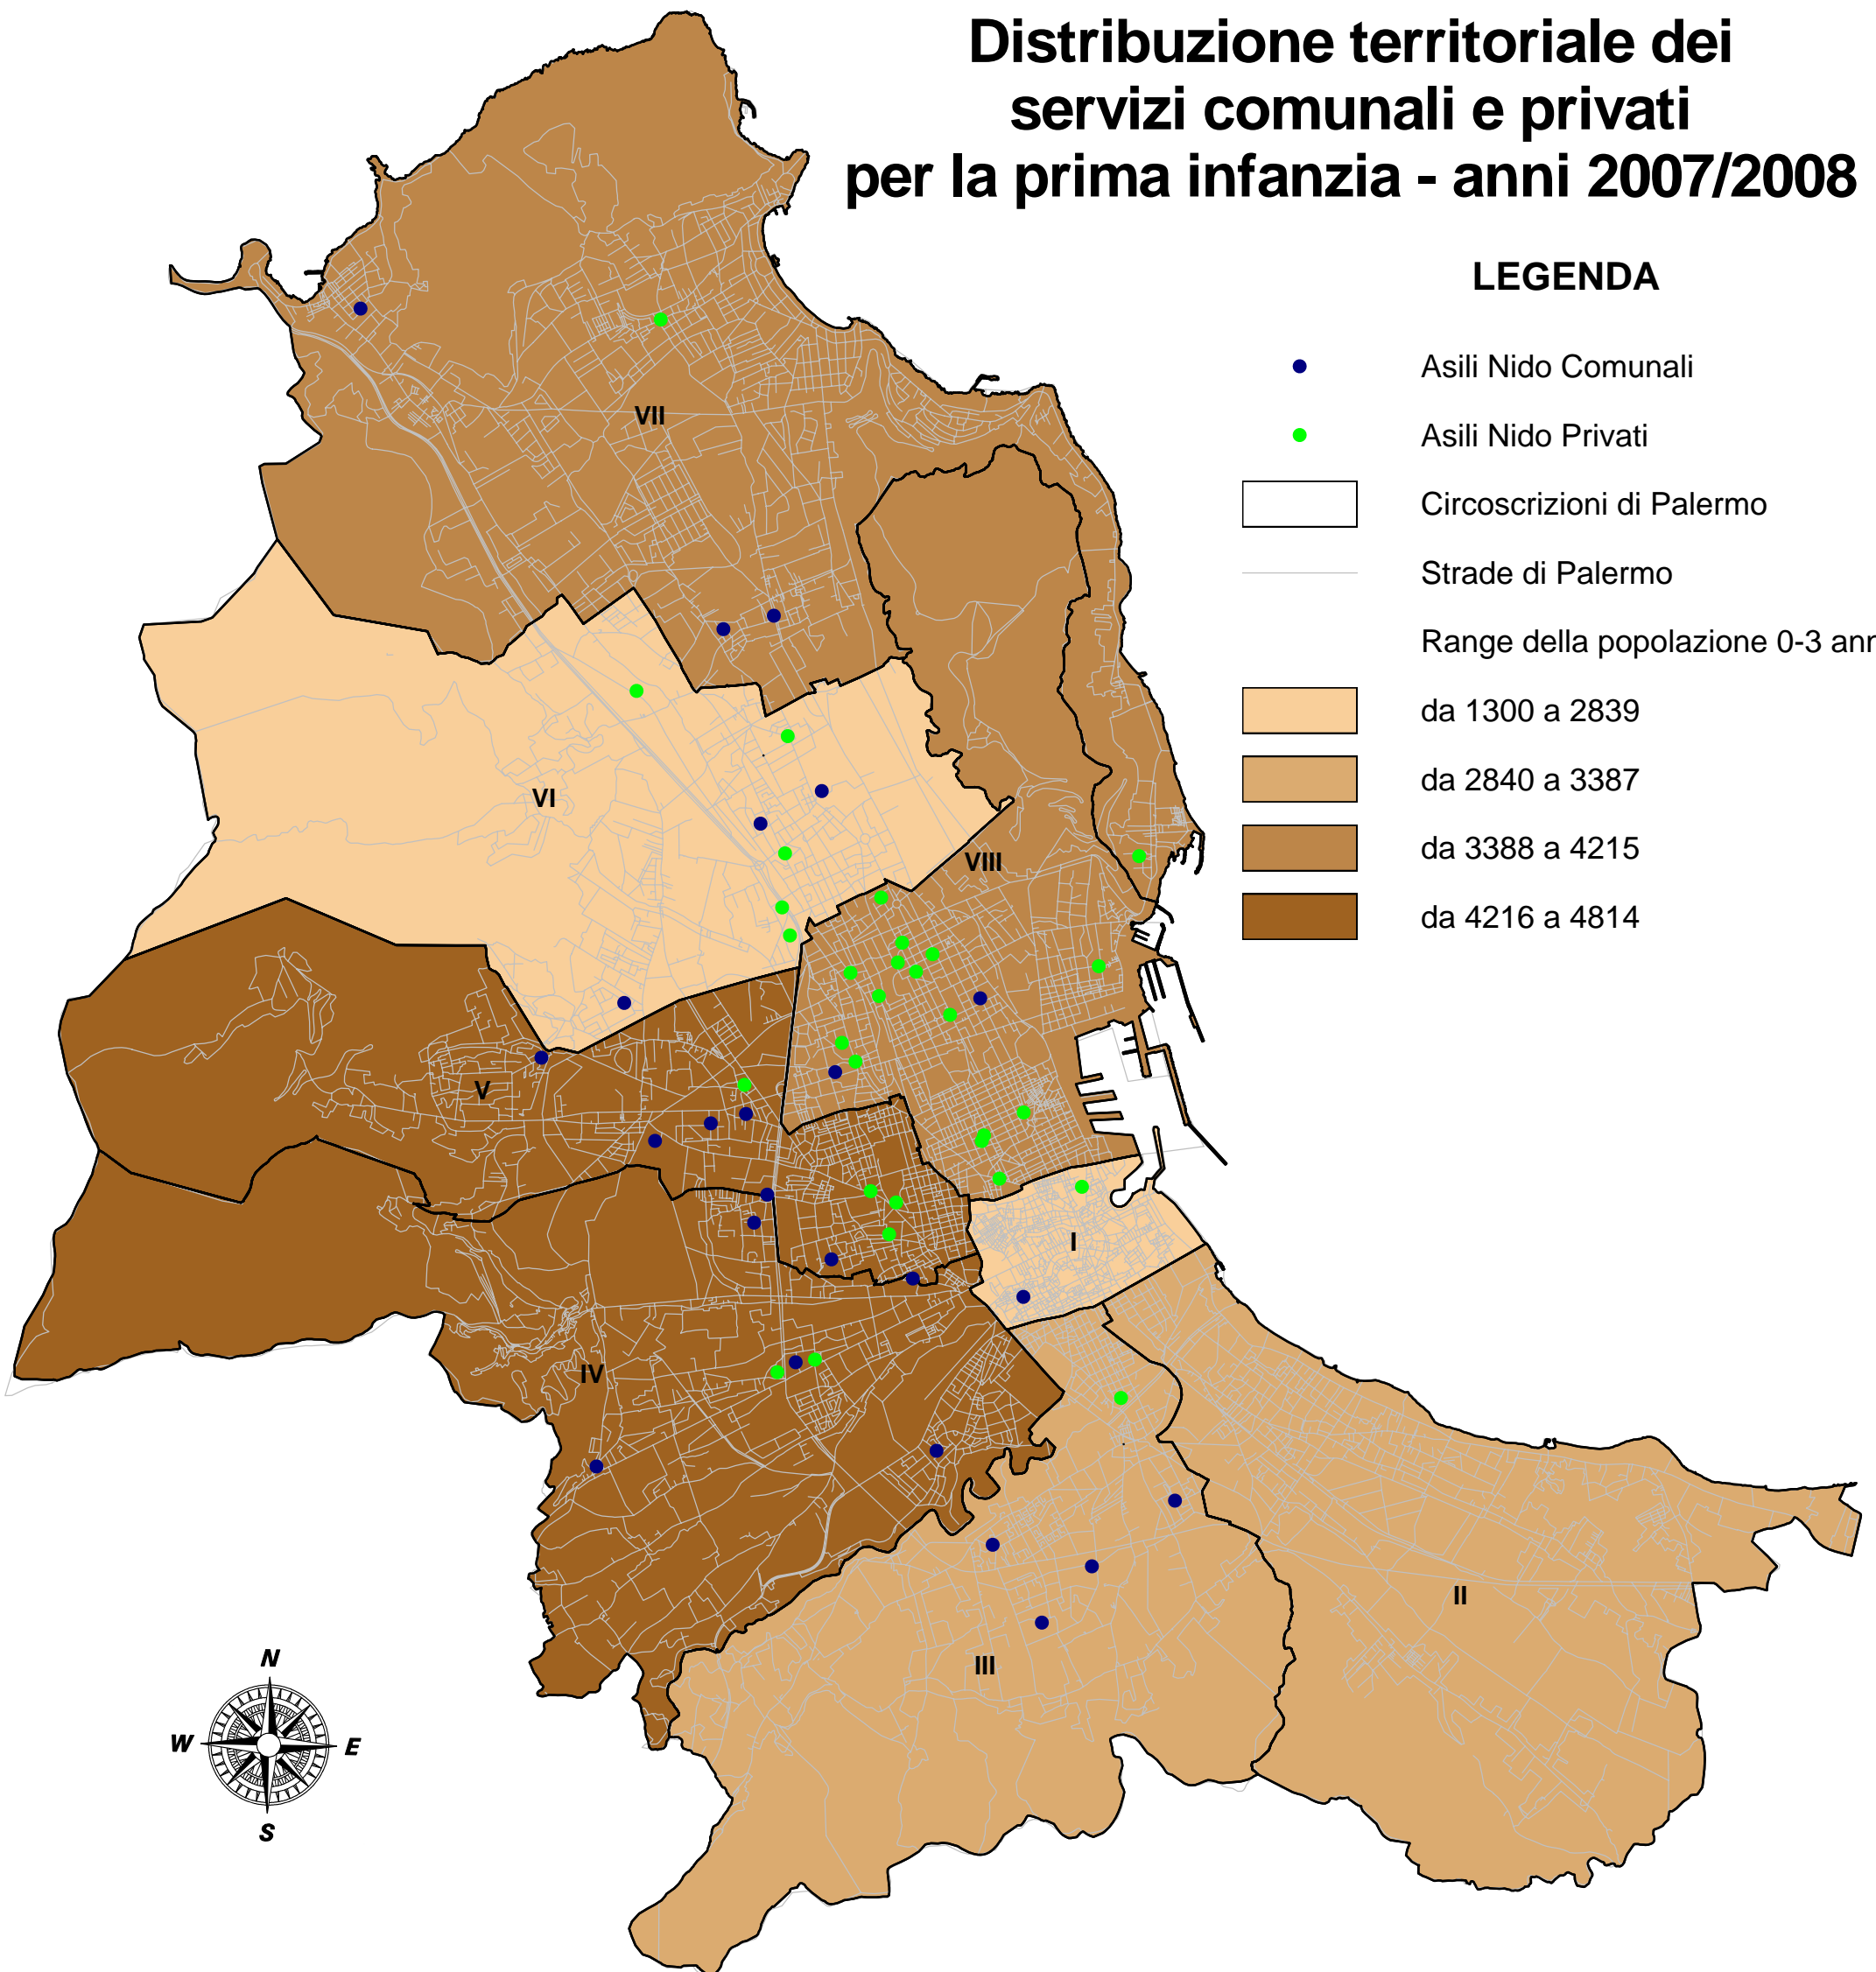 Distribuzione territoriale dei
servizi comunali e privati
per la prima infanzia - anni 2007/2008
LEGENDA
Asili Nido Comunali
Asili Nido Privati
Circoscrizioni di Palermo
Strade di Palermo
Range della popolazione 0-3 anr
da 1300 a 2839
da 2840 a 3387
da 3388 a 4215
da 4216 a 4814
VII
VI
VIII
V
I
IV
II
III
N
W
E
S